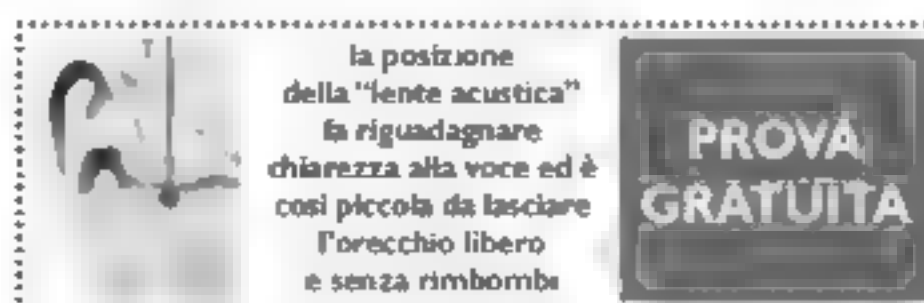 la posizione
della "lente acustica"
fa riguadagnare
chiarezza alla voce ed è
così piccola da lasciare
l'orecchio libero
e senza rimbombi
PROVA
GRATUITA